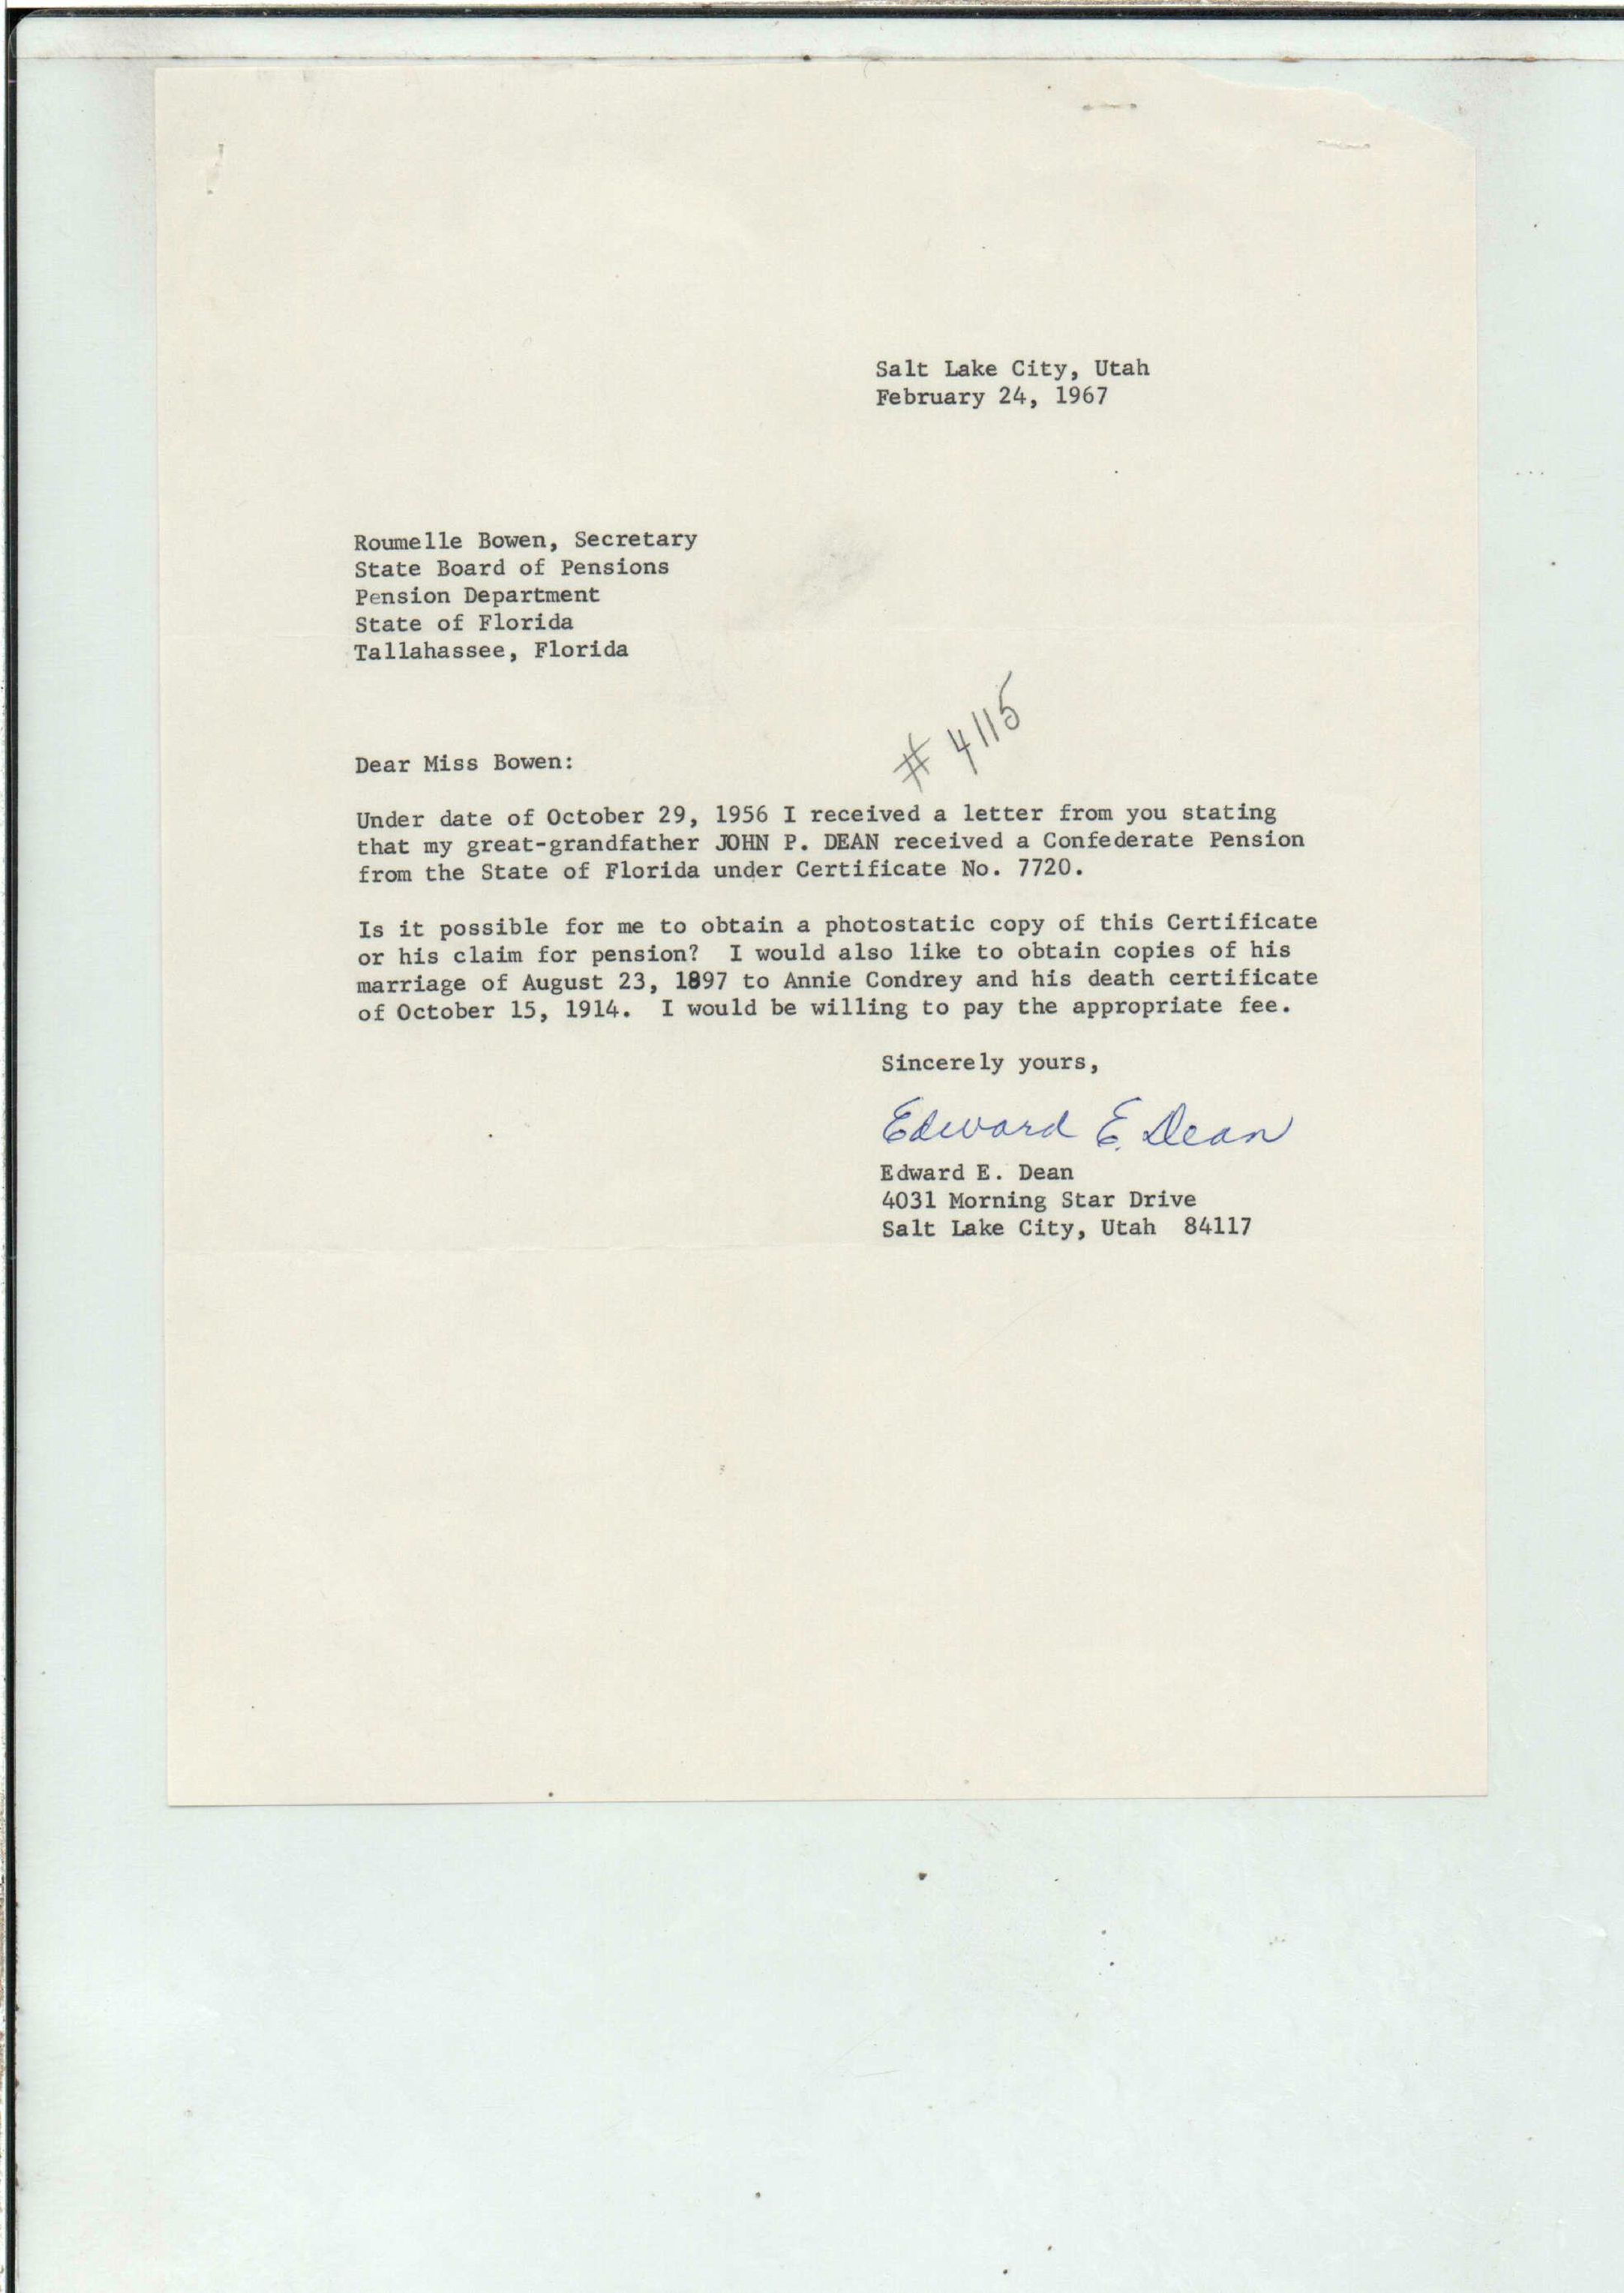 Salt Lake City, Utah
February 24, 1967
Roumelle Bowen, Secretary
State Board of Pensions
Pension Department
State of Florida
Tallahassee, Florida
# 4115
Dear Miss Bowen:
Under date of October 29, 1956 I received a letter from you stating
that my great-grandfather JOHN P. DEAN received a Confederate Pension
from the State of Florida under Certificate No. 7720.
Is it possible for me to obtain a photostatic copy of this Certificate
or his claim for pension?  I would also like to obtain copies of his
marriage of August 23, 1897 to Annie Condrey and his death certificate
of October 15, 1914.  I would be willing to pay the appropriate fee.
Sincerely yours,
Edward E. Dean
Edward E. Dean
4031 Morning Star Drive
Salt Lake City, Utah  84117